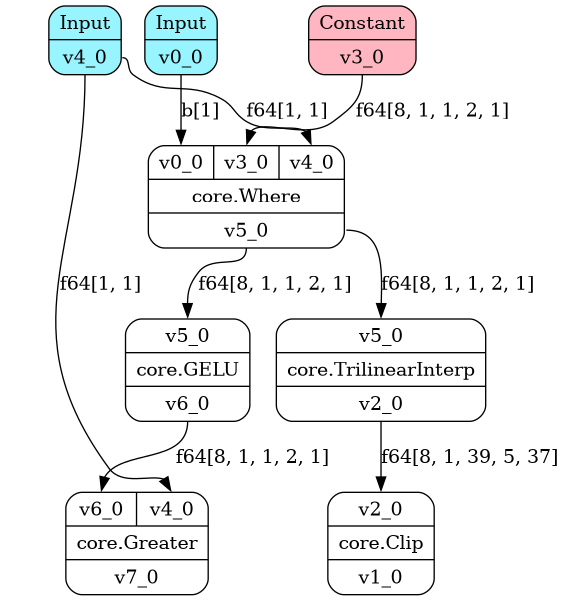 Input
v4_0
Input
v0_0
Constant
v3_0
b[1]
f64[1, 1]
f64[8, 1, 1, 2, 1]
v0_0
v3_0
v4_0
core.Where
v5_0
f64[1, 1]
f64[8, 1, 1, 2, 1]
f64[8, 1, 1, 2, 1]
v5_0
core.GELU
v6_0
v5_0
core.TrilinearInterp
v2_0
f64[8, 1, 1, 2, 1]
f64[8, 1, 39, 5, 37]
v6_0
v4_0
core.Greater
v7_0
v2_0
core.Clip
v1_0